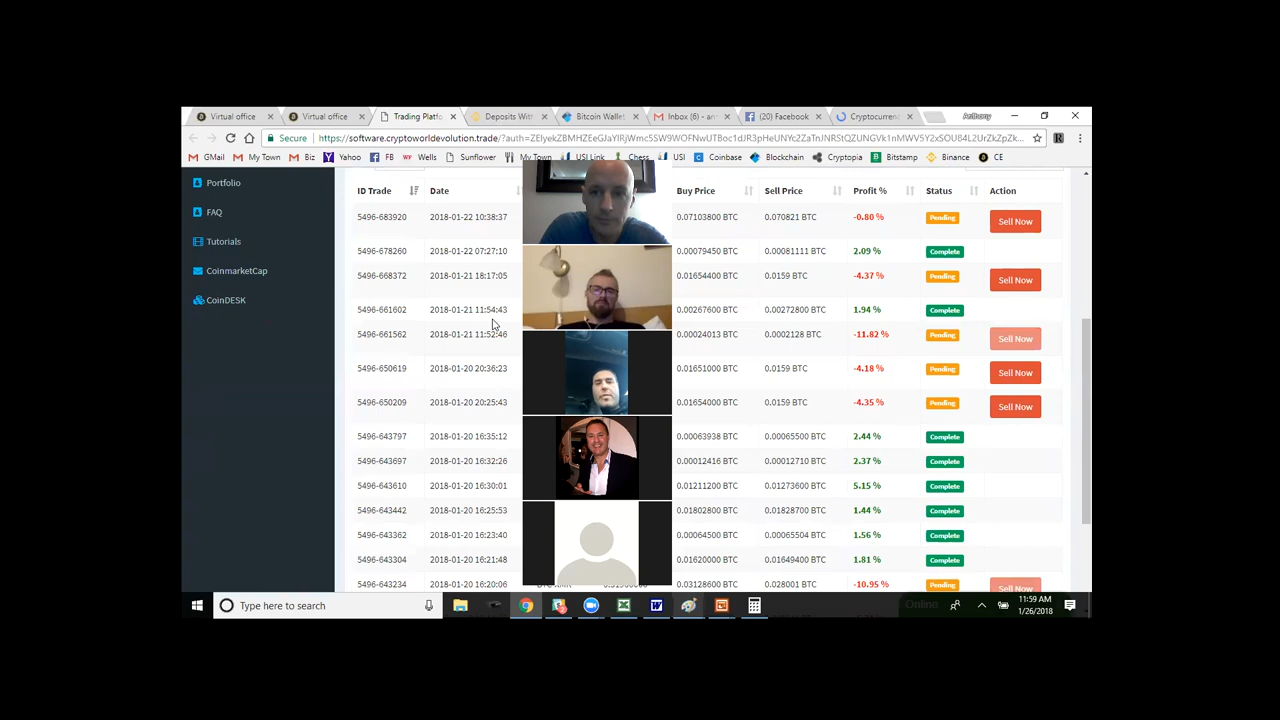 Virtual office
Virtual office
Trading Platfo
Deposits With
Bitcoin Wallet
Inbox (6) - an
(20) Facebook
Cryptocurrenc
Anthony
Secure
GMail My Town Biz Yahoo FB Wells Sunflower My Town USI Link Chess USI Coinbase Blockchain Cryptopia Bitstamp Binance CE
Portfolio
FAQ
Tutorials
CoinmarketCap
CoinDESK
ID Trade Date Buy Price Sell Price Profit % Status Action
5496-683920 2018-01-22 10:38:37 0.07103800 BTC 0.070821 BTC -0.80 % Pending Sell Now
5496-678260 2018-01-22 07:27:10 0.00079450 BTC 0.00081111 BTC 2.09 % Complete
5496-668372 2018-01-21 18:17:05 0.01654400 BTC 0.0159 BTC -4.37 % Pending Sell Now
5496-661602 2018-01-21 11:54:43 0.00267600 BTC 0.00272800 BTC 1.94 % Complete
5496-661562 2018-01-21 11:52:46 0.00024013 BTC 0.0002128 BTC -11.82 % Pending Sell Now
5496-650619 2018-01-20 20:36:23 0.01651000 BTC 0.0159 BTC -4.18 % Pending Sell Now
5496-650209 2018-01-20 20:25:43 0.01654000 BTC 0.0159 BTC -4.35 % Pending Sell Now
5496-643797 2018-01-20 16:35:12 0.00063938 BTC 0.00065500 BTC 2.44 % Complete
5496-643697 2018-01-20 16:32:26 0.00012416 BTC 0.00012710 BTC 2.37 % Complete
5496-643610 2018-01-20 16:30:01 0.01211200 BTC 0.01273600 BTC 5.15 % Complete
5496-643442 2018-01-20 16:25:53 0.01802800 BTC 0.01828700 BTC 1.44 % Complete
5496-643362 2018-01-20 16:23:40 0.00064500 BTC 0.00065504 BTC 1.56 % Complete
5496-643304 2018-01-20 16:21:48 0.01620000 BTC 0.01649400 BTC 1.81 % Complete
5496-643234 2018-01-20 16:20:06 0.03128600 BTC 0.028001 BTC -10.95 % Pending Sell Now
Type here to search
Online
11:59 AM
1/26/2018